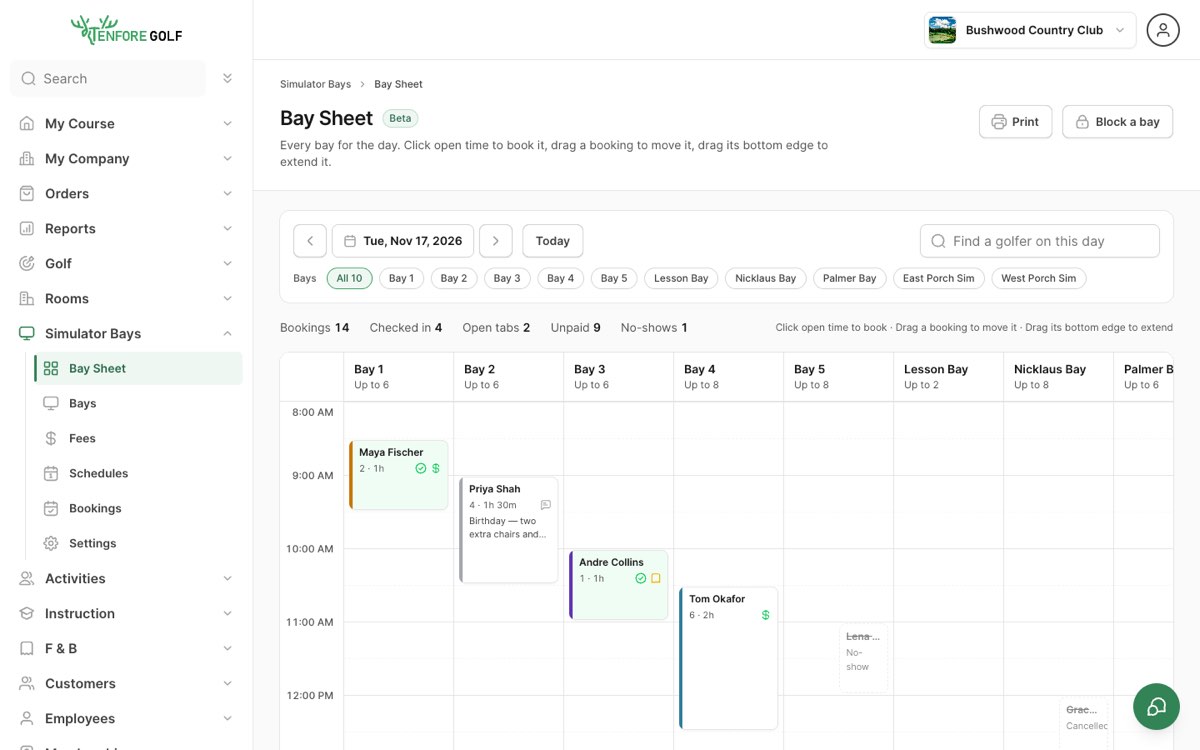 TENFORE GOLF
Bushwood Country Club
Search
My Course
My Company
Orders
Reports
Golf
Rooms
Simulator Bays
Bay Sheet
Bays
Fees
Schedules
Bookings
Settings
Activities
Instruction
F & B
Customers
Employees
Simulator Bays > Bay Sheet
Bay Sheet Beta
Every bay for the day. Click open time to book it, drag a booking to move it, drag its bottom edge to
extend it.
Print
Block a bay
Tue, Nov 17, 2026
Today
Find a golfer on this day
Bays All 10 Bay 1 Bay 2 Bay 3 Bay 4 Bay 5 Lesson Bay Nicklaus Bay Palmer Bay East Porch Sim West Porch Sim
Bookings 14 Checked in 4 Open tabs 2 Unpaid 9 No-shows 1
Click open time to book · Drag a booking to move it · Drag its bottom edge to extend
Bay 1
Up to 6
Bay 2
Up to 6
Bay 3
Up to 6
Bay 4
Up to 8
Bay 5
Up to 8
Lesson Bay
Up to 2
Nicklaus Bay
Up to 8
Palmer B
Up to 6
8:00 AM
9:00 AM
10:00 AM
11:00 AM
12:00 PM
Maya Fischer
2 · 1h
Priya Shah
4 · 1h 30m
Birthday — two
extra chairs and...
Andre Collins
1 · 1h
Tom Okafor
6 · 2h
Lena ...
No-
show
Grac...
Cancelled